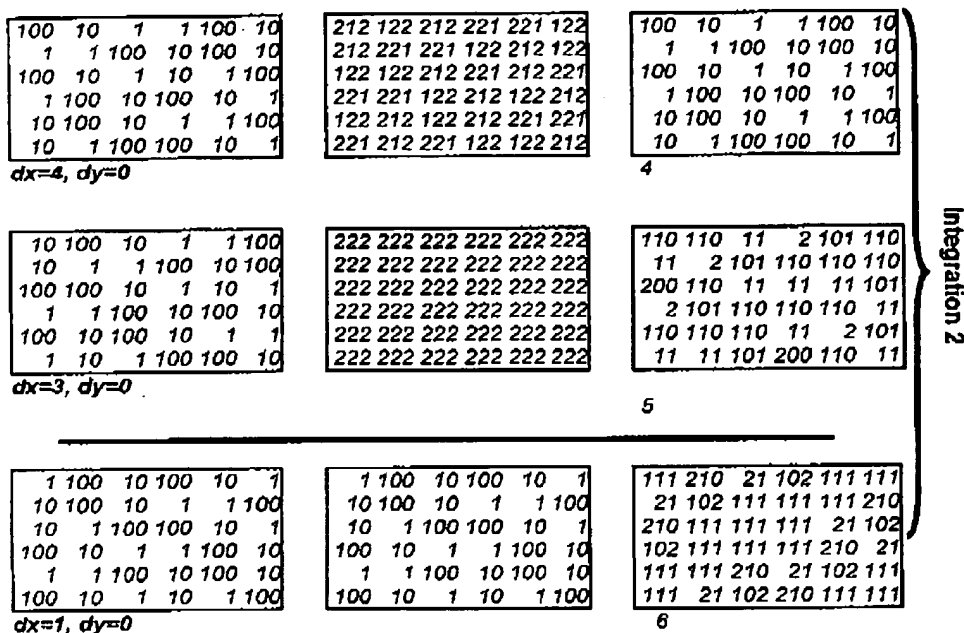 100 10 1 1 100 10 212 122 212 221 221 122 100 10 1 1 100 10
1 1 100 10 100 10 212 221 221 122 212 122 1 1 100 10 100 10
100 10 1 10 1 100 122 122 212 221 212 221 100 10 1 10 1 100
1 100 10 100 10 1 221 221 122 212 122 212 1 100 10 100 10 1
10 100 10 1 1 100 122 212 122 212 221 221 10 100 10 1 1 100
10 1 100 100 10 1 221 221 221 122 122 212 10 1 100 100 10 1
dx=4, dy=0 4
10 100 10 1 1 100 222 222 222 222 222 222 110 110 11 2 101 110
10 1 1 100 10 100 222 222 222 222 222 222 11 2 101 110 110 110
100 100 10 1 10 1 222 222 222 222 222 222 200 110 11 11 11 101
1 1 100 10 100 10 222 222 222 222 222 222 2 101 110 110 110 11
100 10 100 10 1 1 222 222 222 222 222 222 110 110 110 11 2 101
1 10 1 100 100 10 222 222 222 222 222 222 11 11 101 200 110 11
dx=3, dy=0
5
1 100 10 100 10 1 1 100 10 100 10 1 111 210 21 102 111 111
10 100 10 1 1 100 10 100 10 1 1 100 21 102 111 111 111 210
10 1 100 100 10 1 10 1 100 100 10 1 210 111 111 111 21 102
100 10 1 1 100 10 100 10 1 1 100 10 102 111 111 111 210 21
1 1 100 10 100 10 1 1 100 10 100 10 111 111 210 21 102 111
100 10 1 10 1 100 100 10 1 10 1 100 111 21 102 210 111 111
dx=1, dy=0 6
Integration 2